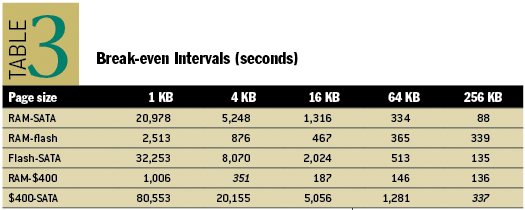 TABLE 3
Break-even Intervals (seconds)
Page size 1 KB 4 KB 16 KB 64 KB 256 KB
RAM-SATA 20,978 5,248 1,316 334 88
RAM-flash 2,513 876 467 365 339
Flash-SATA 32,253 8,070 2,024 513 135
RAM-$400 1,006 351 187 146 136
$400-SATA 80,553 20,155 5,056 1,281 337